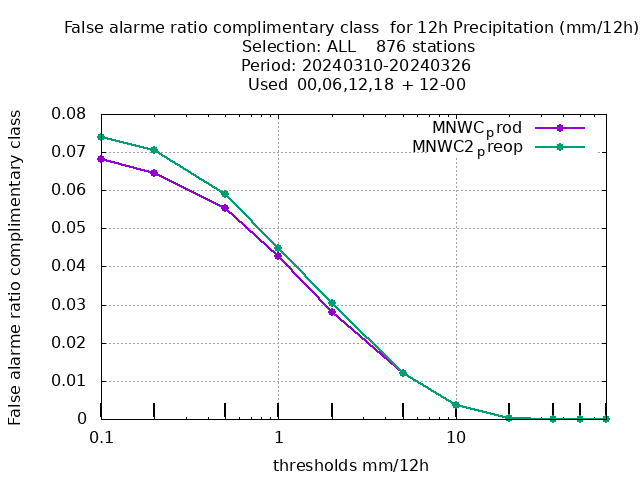 False alarme ratio complimentary class  for 12h Precipitation (mm/12h)
Selection: ALL    876 stations
Period: 20240310-20240326
Used  00,06,12,18  + 12-00
False alarme ratio complimentary class
0.08
0.07
0.06
0.05
0.04
0.03
0.02
0.01
0
MNWCprod
MNWC2preop
0.1
1
10
thresholds mm/12h